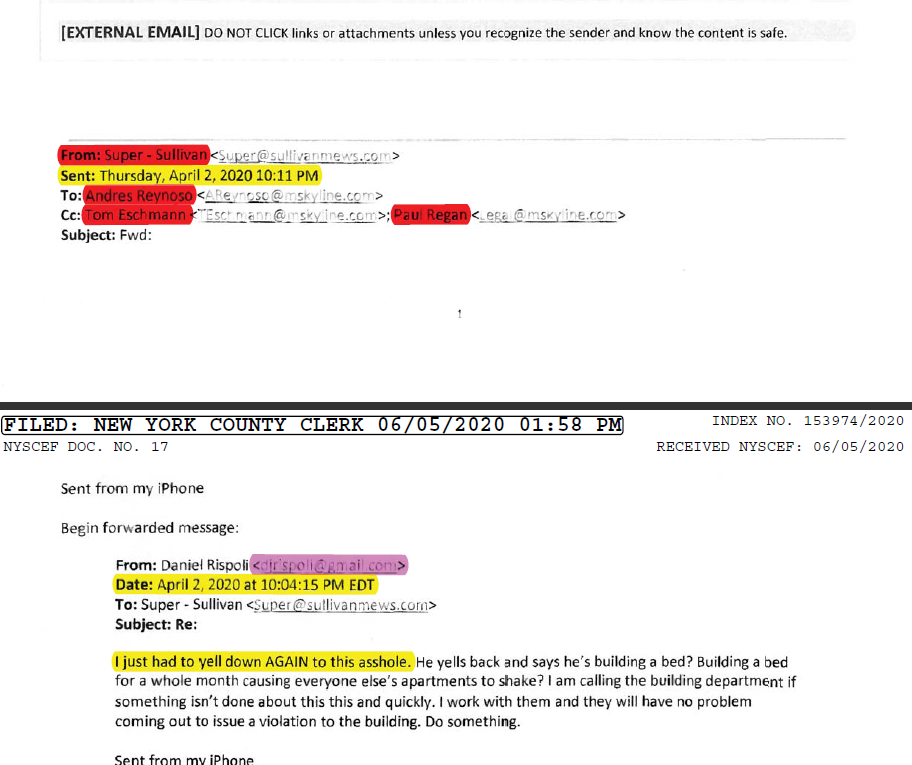 [EXTERNAL EMAIL] DO NOT CLICK links or attachments unless you recognize the sender and know the content is safe.
From: Super - Sullivan <Super@sullivanmews.com>
Sent: Thursday, April 2, 2020 10:11 PM
To: Andres Reynoso <AReynoso@mskyline.com>
Cc: Tom Eschmann <TEschmann@mskyline.com>; Paul Regan <Lega @mskyline.com>
Subject: Fwd:
1
FILED: NEW YORK COUNTY CLERK 06/05/2020 01:58 PM
INDEX NO. 153974/2020
NYSCEF DOC. NO. 17
RECEIVED NYSCEF: 06/05/2020
Sent from my iPhone
Begin forwarded message:
From: Daniel Rispoli <djrispoli@gmail.com>
Date: April 2, 2020 at 10:04:15 PM EDT
To: Super - Sullivan <Super@sullivanmews.com>
Subject: Re:
I just had to yell down AGAIN to this asshole. He yells back and says he's building a bed? Building a bed
for a whole month causing everyone else's apartments to shake? I am calling the building department if
something isn't done about this this and quickly. I work with them and they will have no problem
coming out to issue a violation to the building. Do something.
Sent from my iPhone